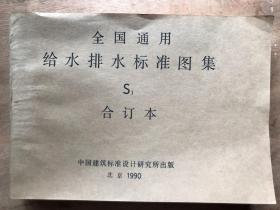 全国通用
给水排水标准图集
S₁
合订本
中国建筑标准设计研究所出版
北京 1990